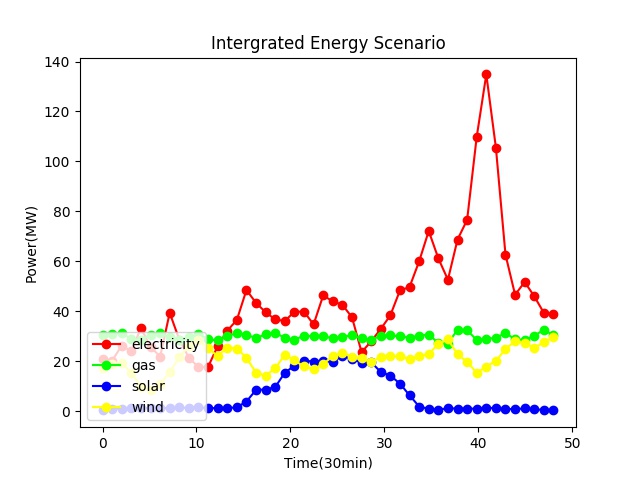 Intergrated Energy Scenario
Power(MW)
140
120
100
80
60
40
20
0
electricity
gas
solar
wind
0 10 20 30 40 50
Time(30min)